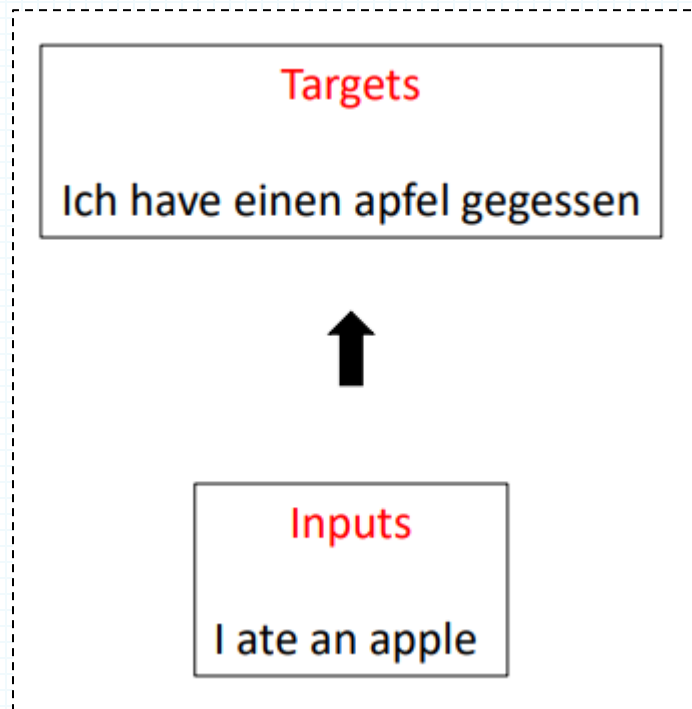 Targets
Ich have einen apfel gegessen
Inputs
I ate an apple